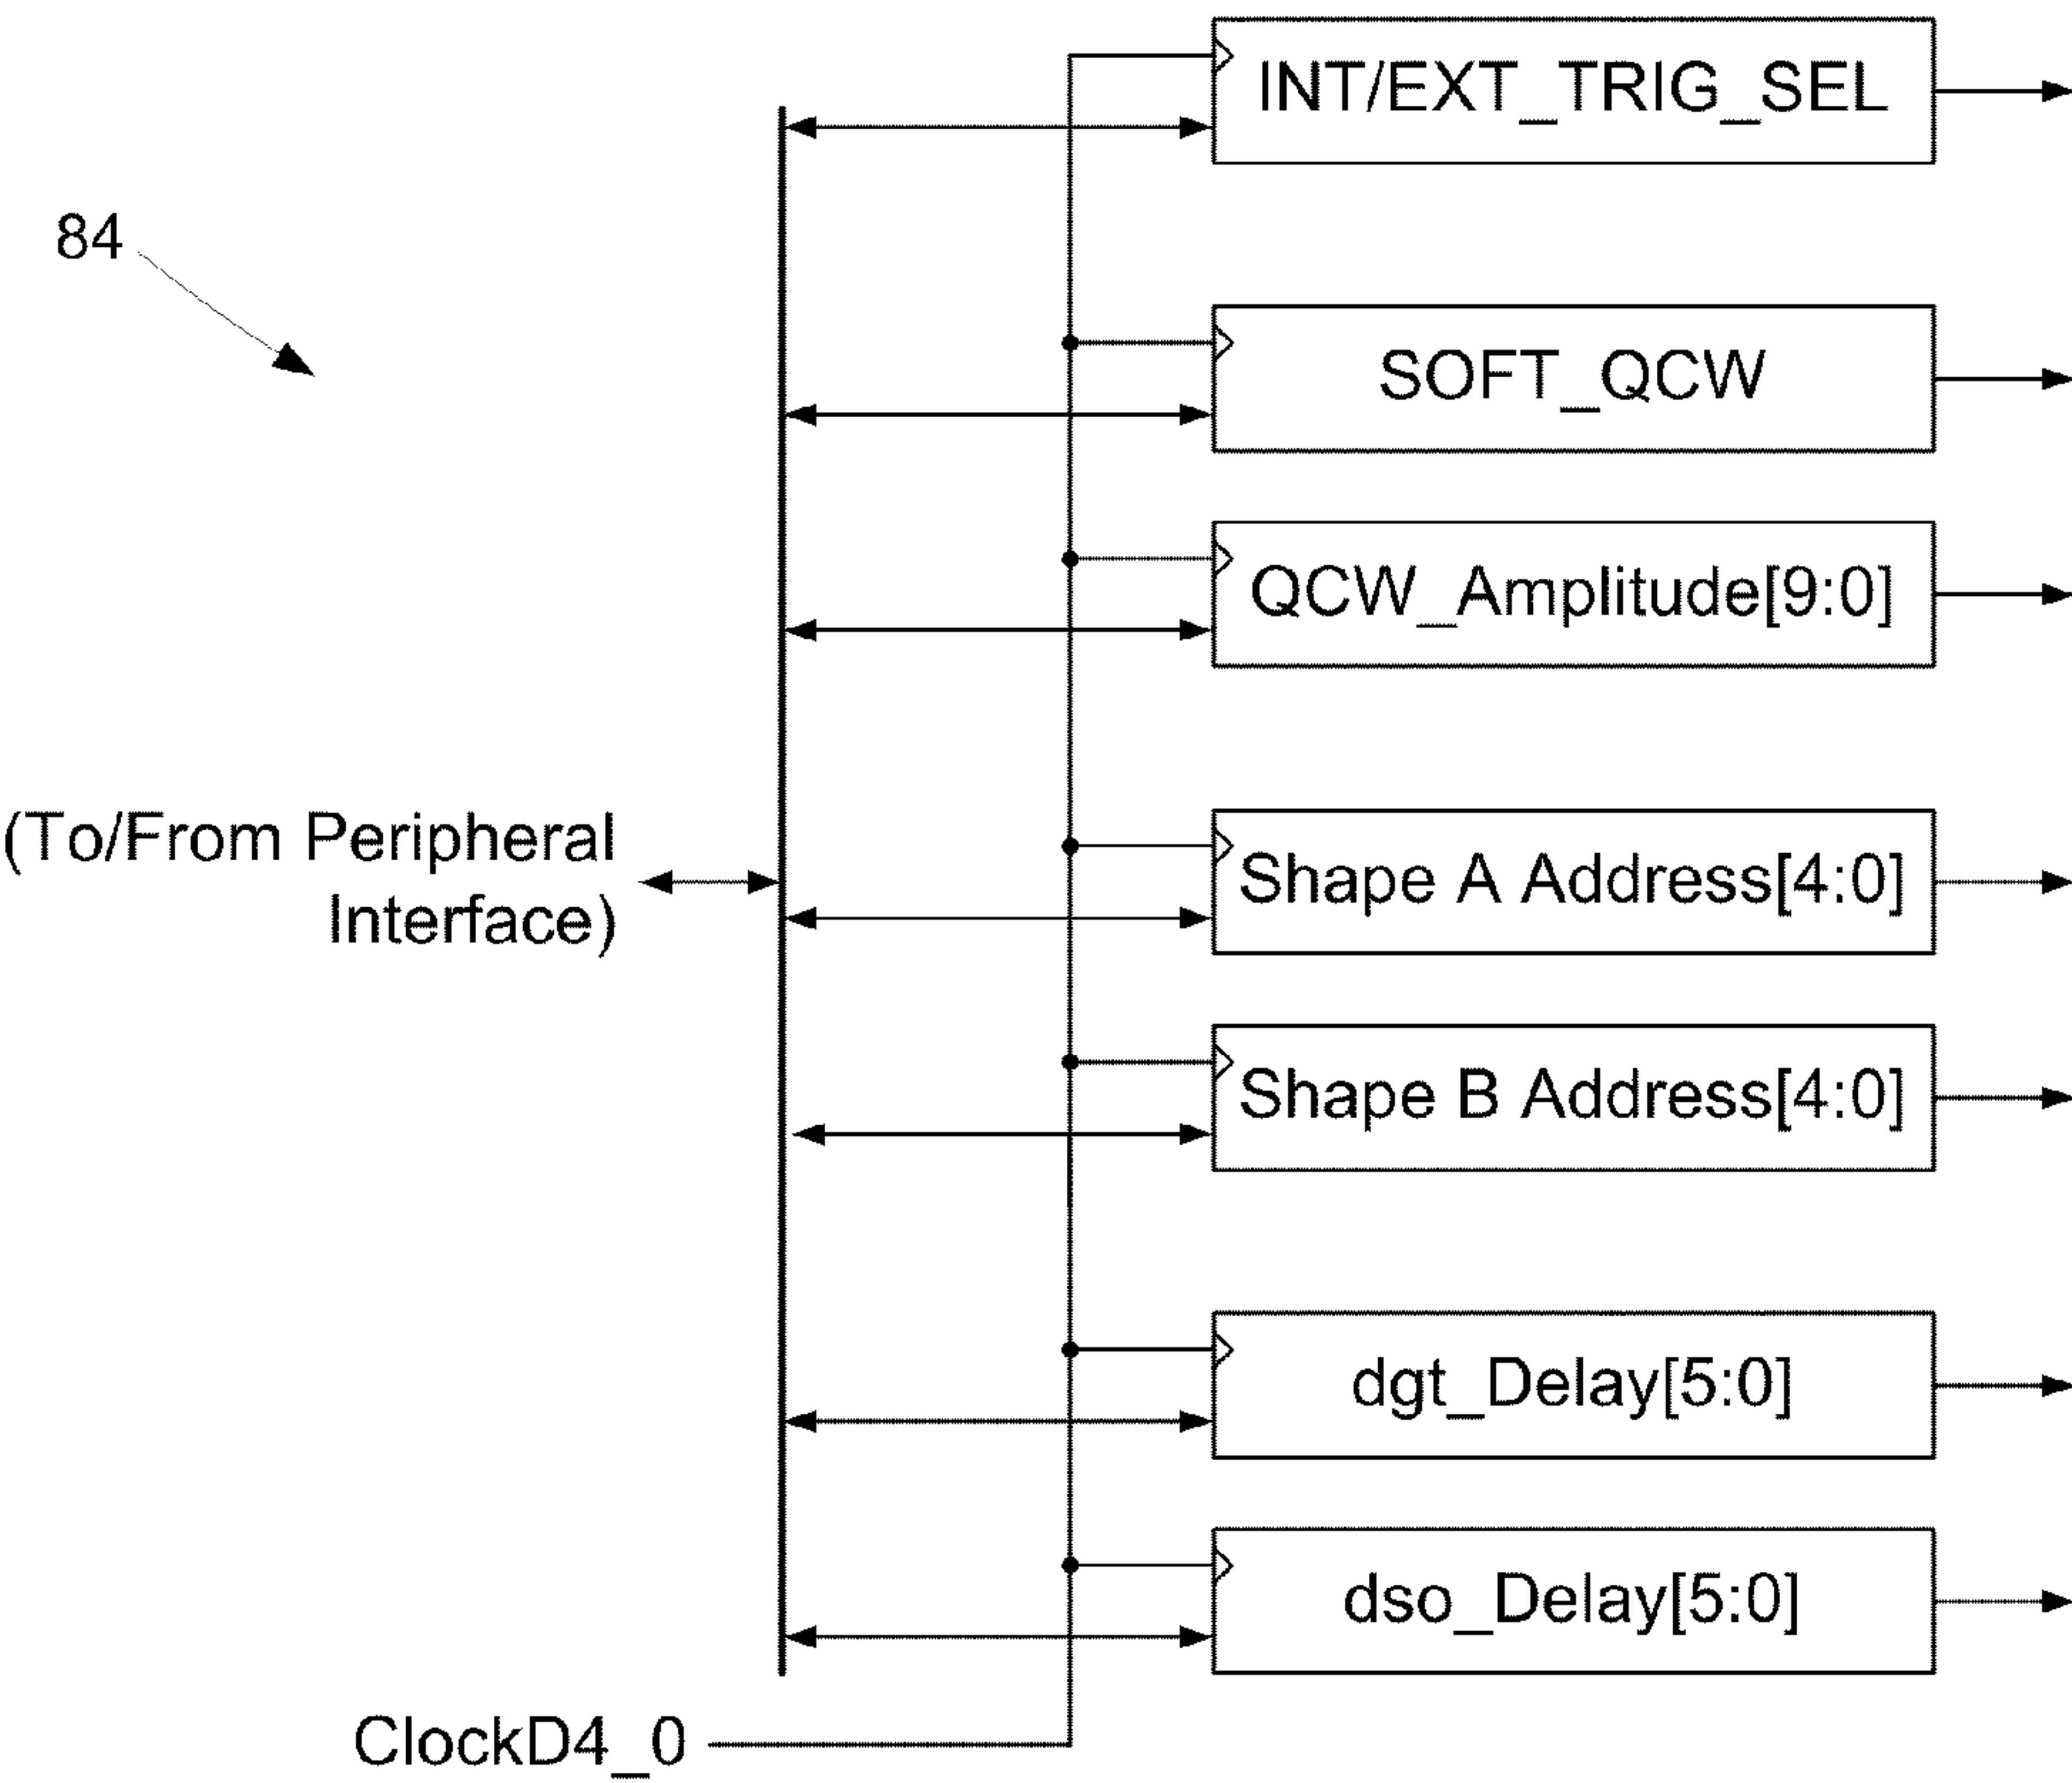 INT/EXT_TRIG_SEL
84
SOFT_QCW
QCW_Amplitude[9:0]
(To/From Peripheral
Interface)
Shape A Address[4:0]
Shape B Address[4:0]
dgt_Delay[5:0]
dso_Delay[5:0]
ClockD4_0